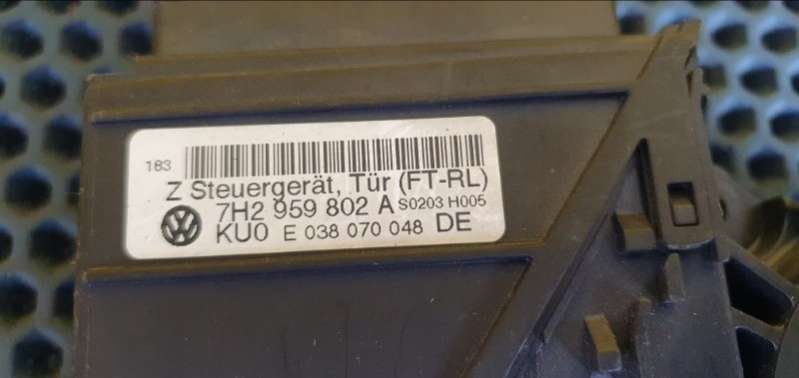 183
Z Steuergerät, Tür (FT-RL)
7H2 959 802 A S0203 H005
KU0 E 038 070 048 DE